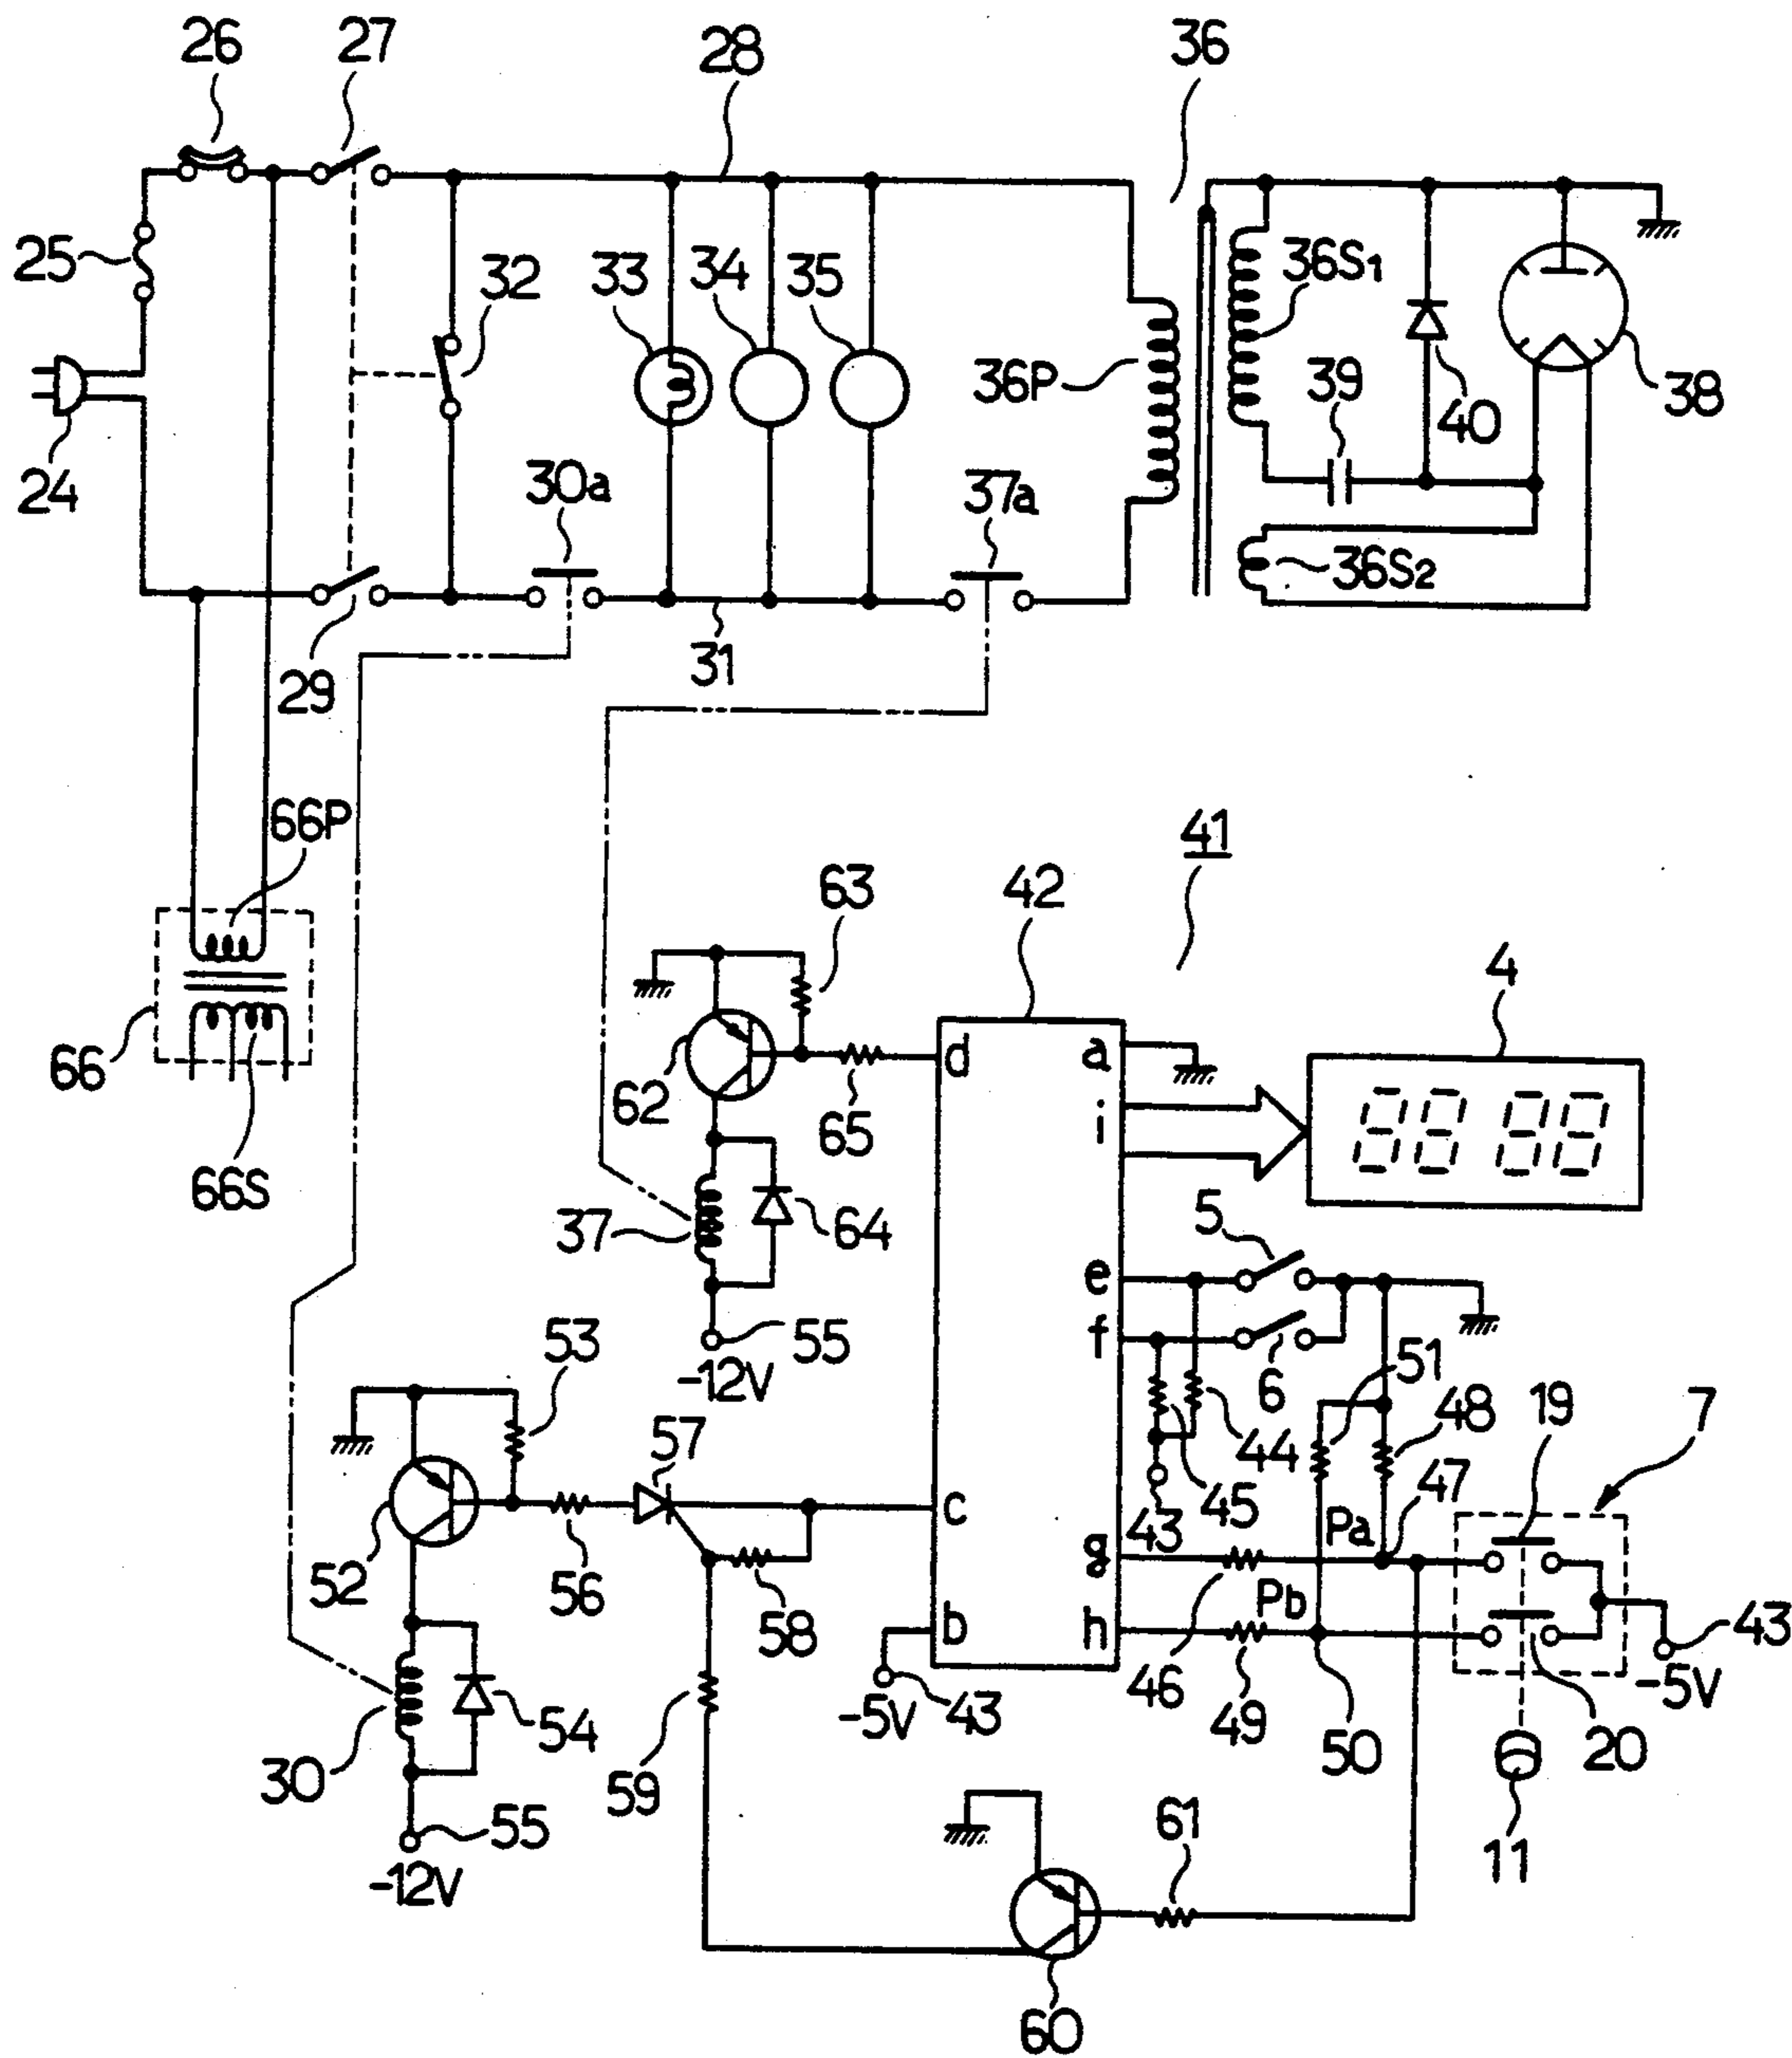 26 27 28 36
25 32 33 34 35 36S1
36P 39 40 38
24 30a 37a
36S2
29 31
66P 41
63 42 4
66 d a
62 65 i
66S 5
37 64
e
53 55 f
-12V 51
57 6 48 19 7
44 47
c 45
52 43 Pa
56 g
58 Pb
b h 43
46 -5V
54 -5V 43 49
30 59 50 20
55 61
-12V 11
60